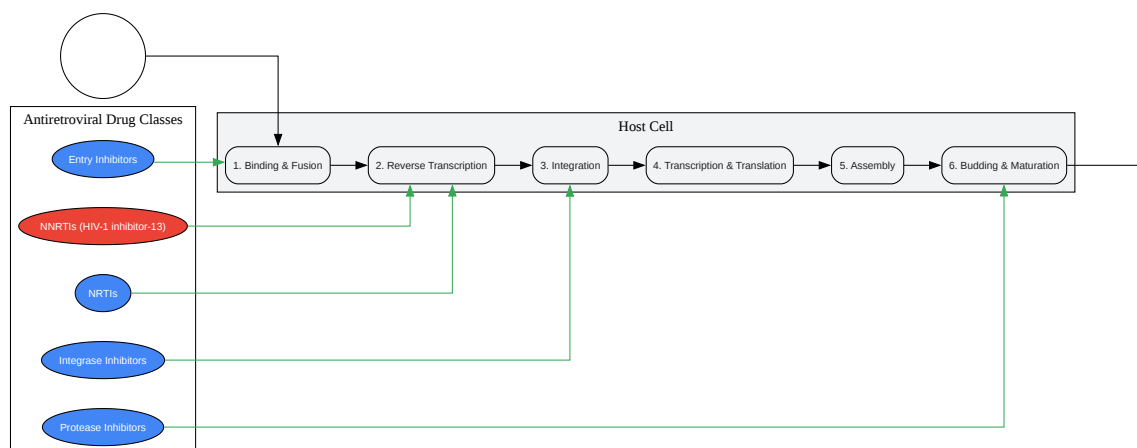 Antiretroviral Drug Classes
Host Cell
Entry Inhibitors
1. Binding & Fusion
2. Reverse Transcription
3. Integration
4. Transcription & Translation
5. Assembly
6. Budding & Maturation
NNRTIs (HIV-1 inhibitor-13)
NRTIs
Integrase Inhibitors
Protease Inhibitors